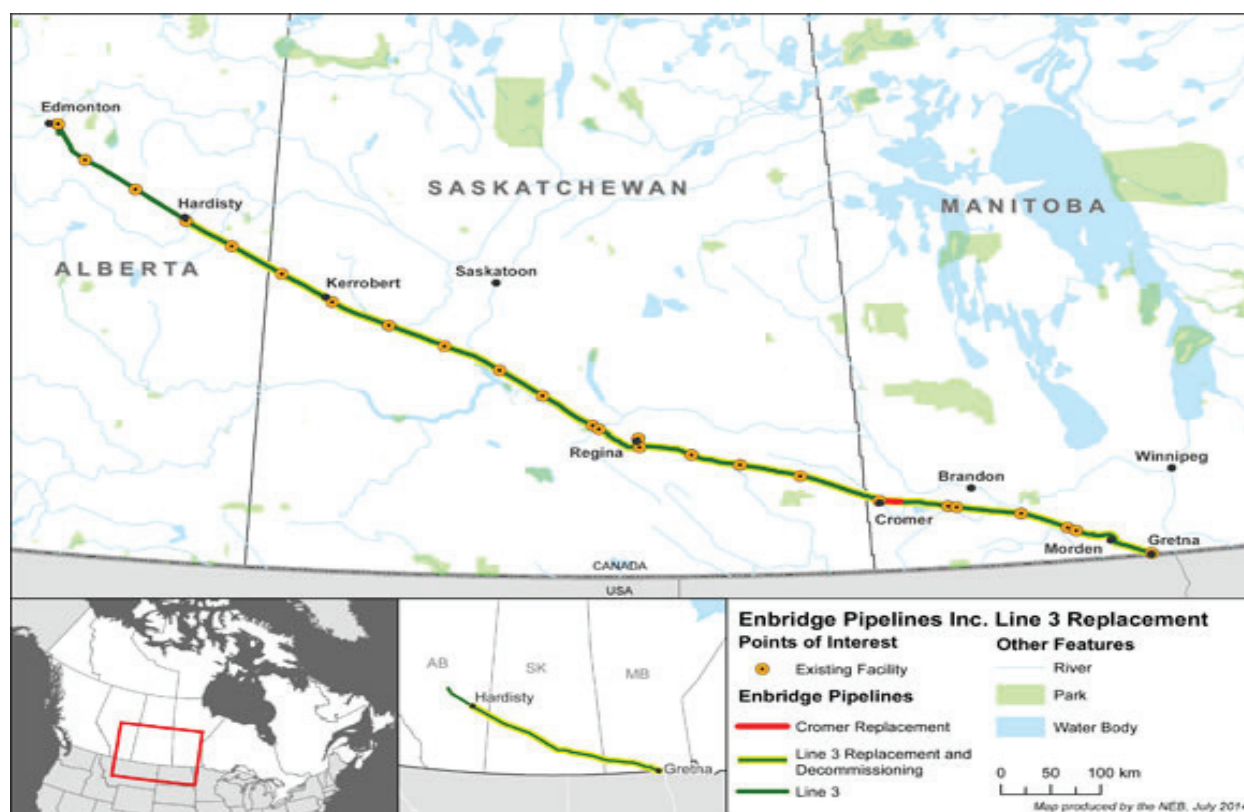 Edmonton
SASKATCHEWAN
MANITOBA
Hardisty
ALBERTA
Saskatoon
Kerrobert
Regina
Winnipeg
Brandon
Cromer
Morden
Gretna
CANADA
USA
AB
SK
MB
Hardisty
Gretna
Enbridge Pipelines Inc. Line 3 Replacement
Points of Interest
Existing Facility
Enbridge Pipelines
Cromer Replacement
Line 3 Replacement and
Decommissioning
Line 3
Other Features
River
Park
Water Body
0 50 100 km
Map produced by the NEB, July 2014